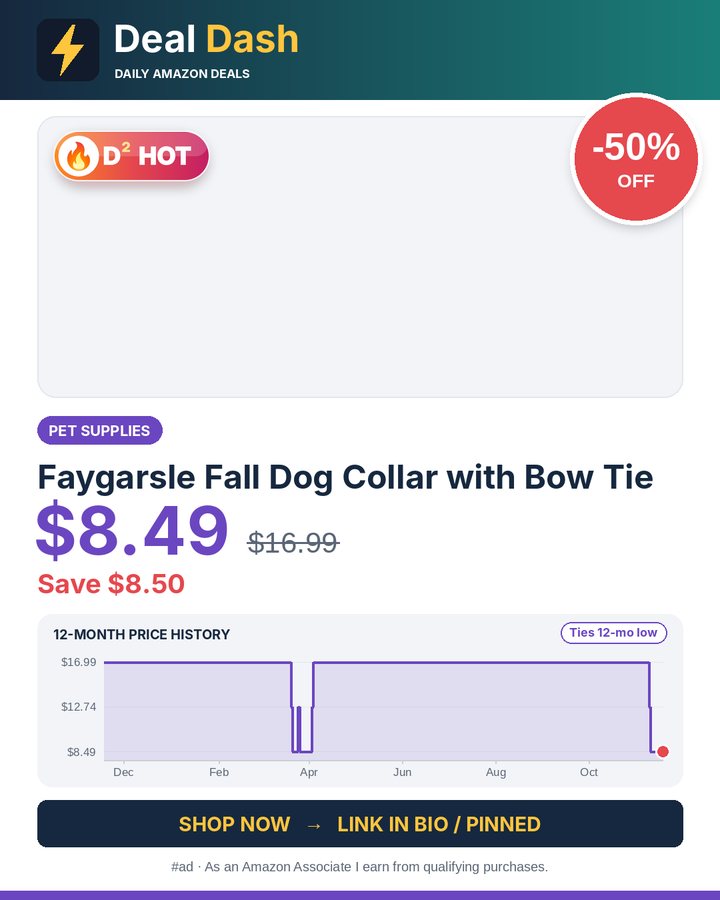 Deal Dash
DAILY AMAZON DEALS
D² HOT
-50%
OFF
PET SUPPLIES
Faygarsle Fall Dog Collar with Bow Tie
$8.49 $16.99
Save $8.50
12-MONTH PRICE HISTORY
Ties 12-mo low
$16.99
$12.74
$8.49
Dec Feb Apr Jun Aug Oct
SHOP NOW → LINK IN BIO / PINNED
#ad · As an Amazon Associate I earn from qualifying purchases.